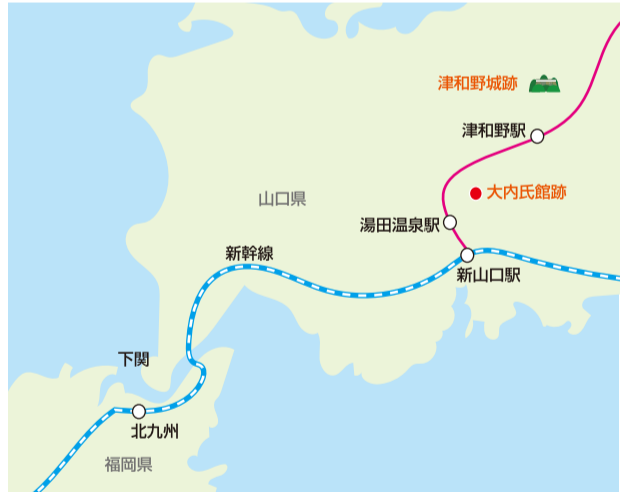 津和野城跡
津和野駅
大内氏館跡
山口県
湯田温泉駅
新幹線
新山口駅
下関
北九州
福岡県